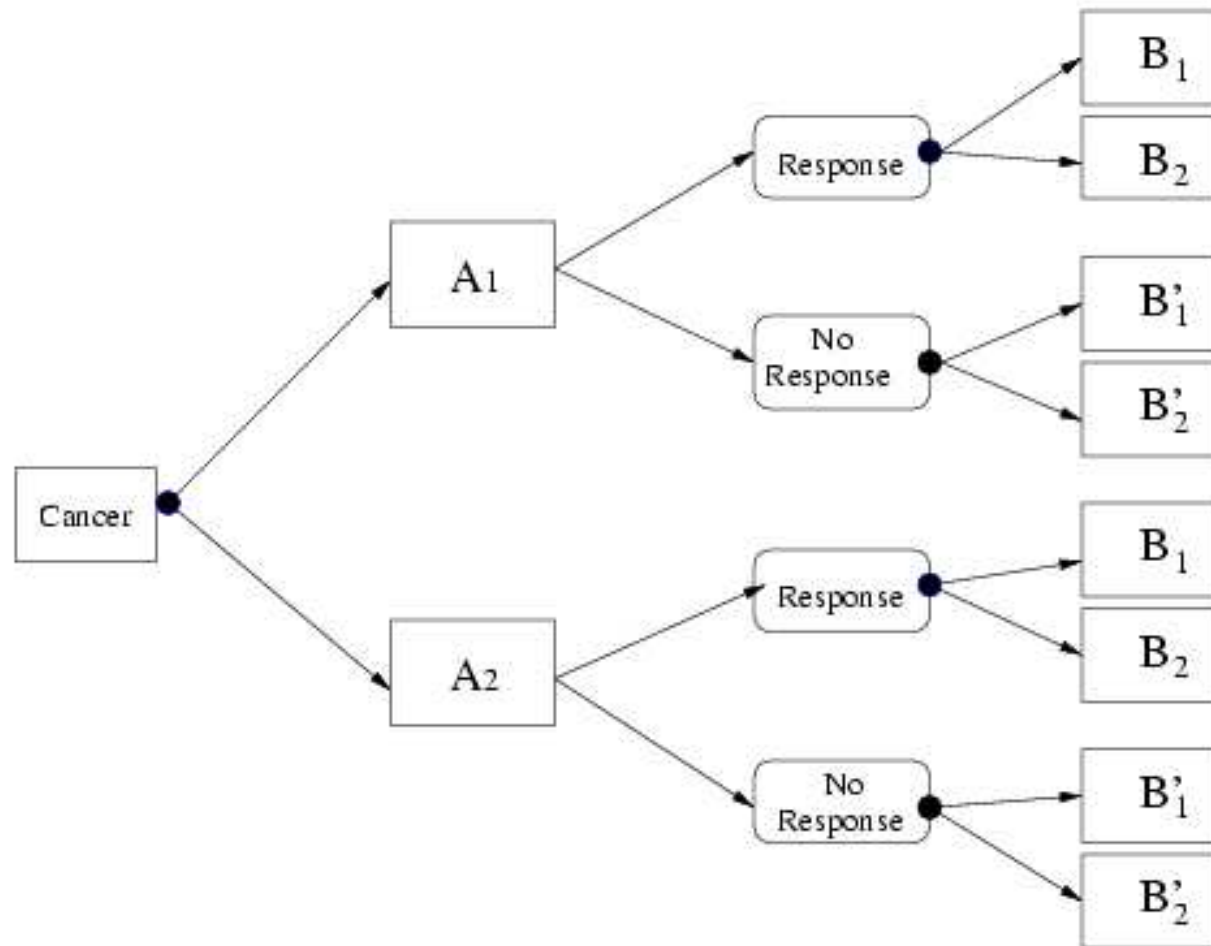 Cancer
A1
A2
Response
No
Response
Response
No
Response
B1
B2
B'1
B'2
B1
B2
B'1
B'2